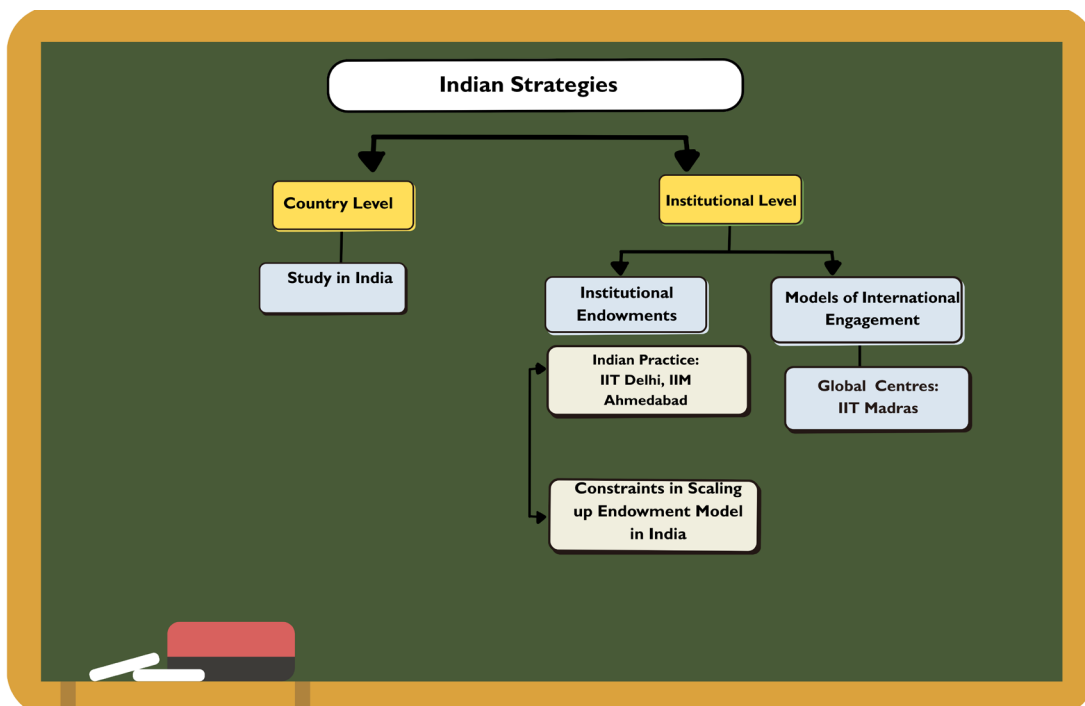 Indian Strategies
Country Level
Institutional Level
Study in India
Institutional
Endowments
Models of International
Engagement
Indian Practice:
IIT Delhi, IIM
Ahmedabad
Global Centres:
IIT Madras
Constraints in Scaling
up Endowment Model
in India